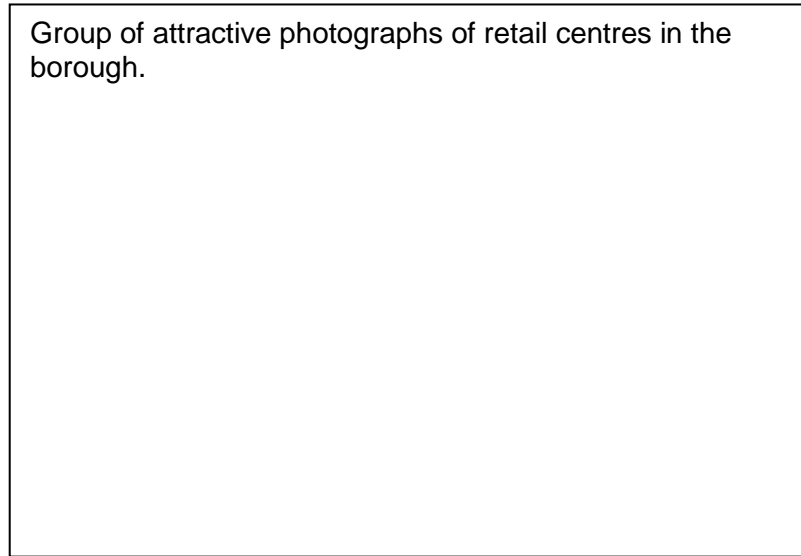 Group of attractive photographs of retail centres in the
borough.